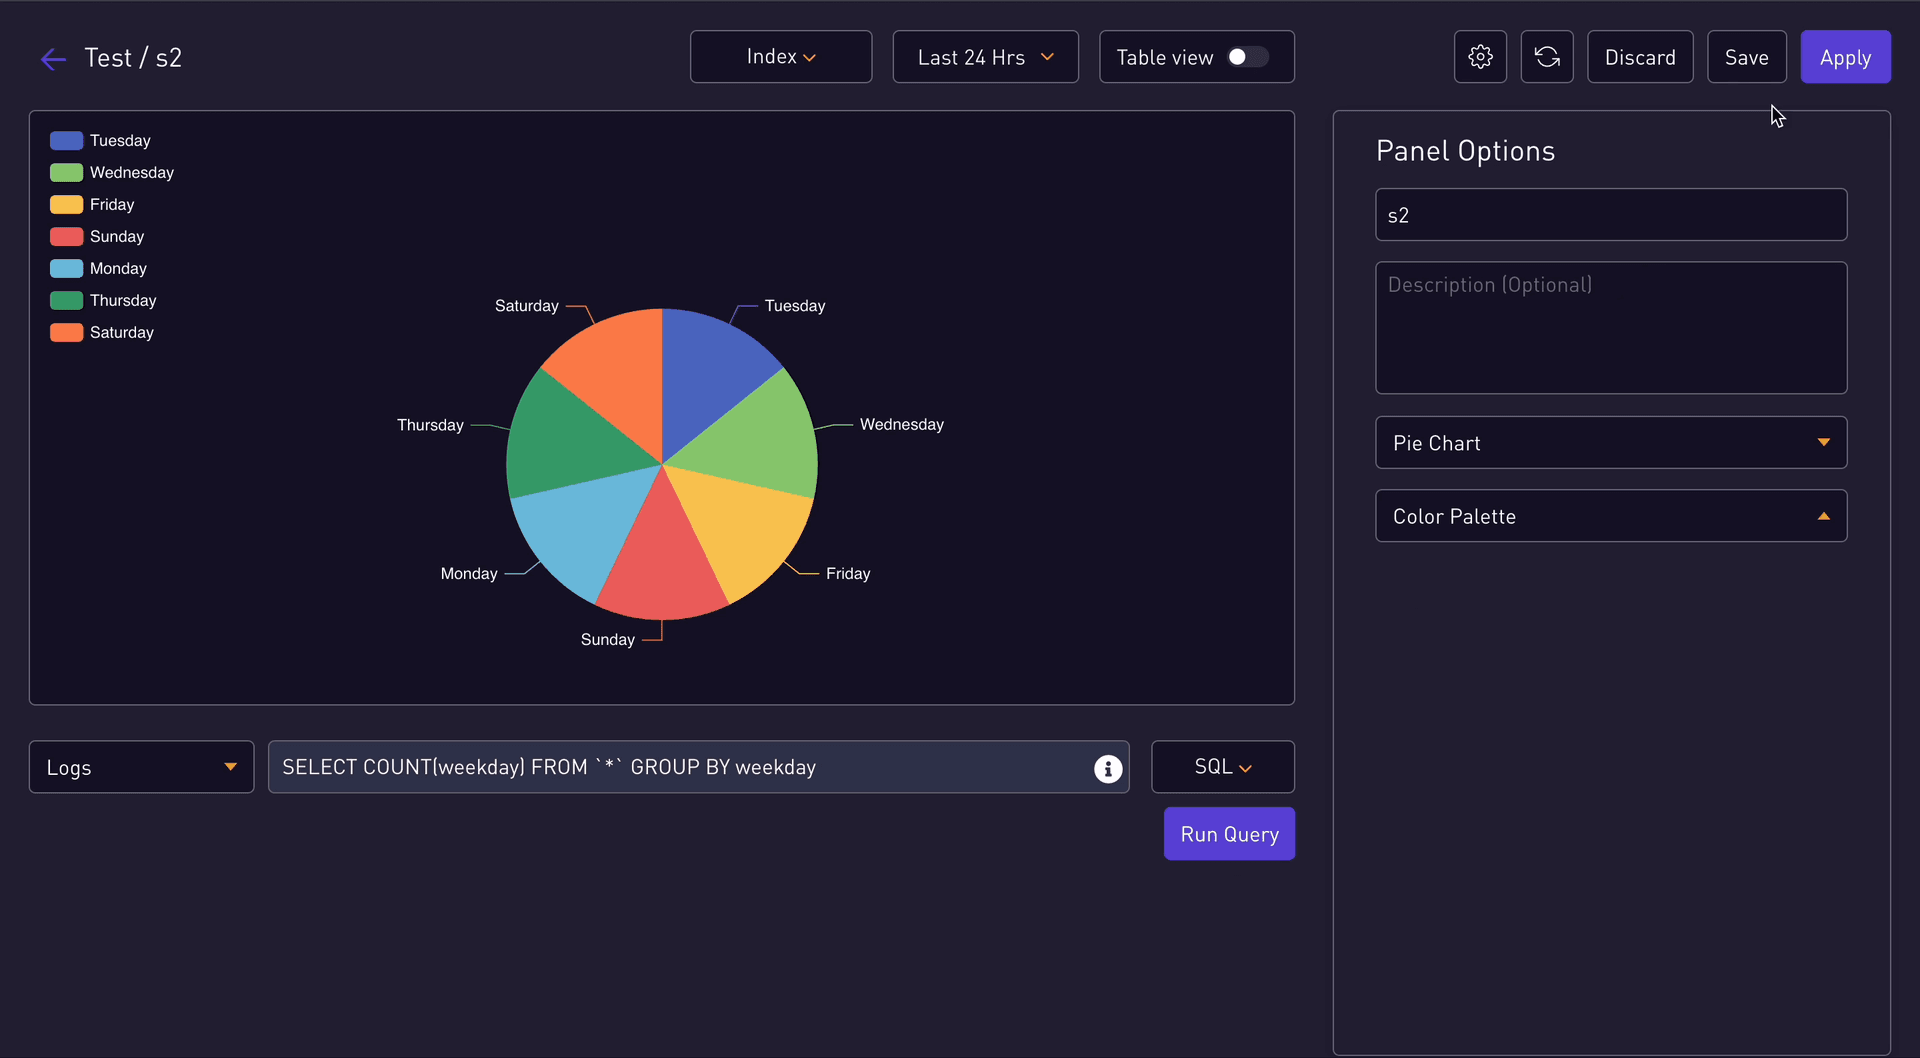 Test / s2
Index
Last 24 Hrs
Table view
Discard
Save
Apply
Tuesday
Wednesday
Friday
Sunday
Monday
Thursday
Saturday
Saturday
Tuesday
Thursday
Wednesday
Monday
Friday
Sunday
Panel Options
s2
Description (Optional)
Pie Chart
Color Palette
Logs
SELECT COUNT(weekday) FROM `*` GROUP BY weekday
SQL
Run Query